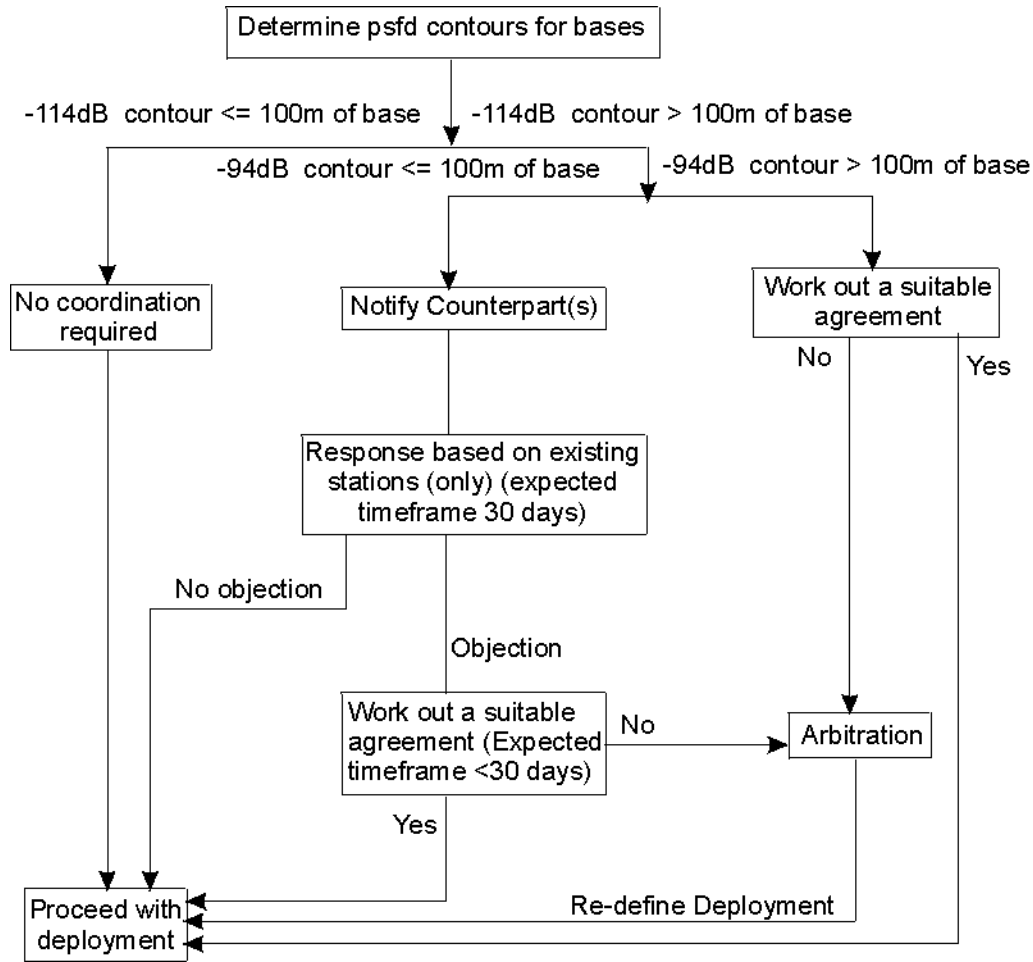 Determine psfd contours for bases
-114dB  contour <= 100m of base
-114dB  contour > 100m of base
-94dB  contour <= 100m of base
-94dB  contour > 100m of base
No coordination
required
Notify Counterpart(s)
Work out a suitable
agreement
No
Yes
Response based on existing
stations (only) (expected
timeframe 30 days)
No objection
Objection
Work out a suitable
agreement (Expected
timeframe <30 days)
No
Arbitration
Yes
Proceed with
deployment
Re-define Deployment